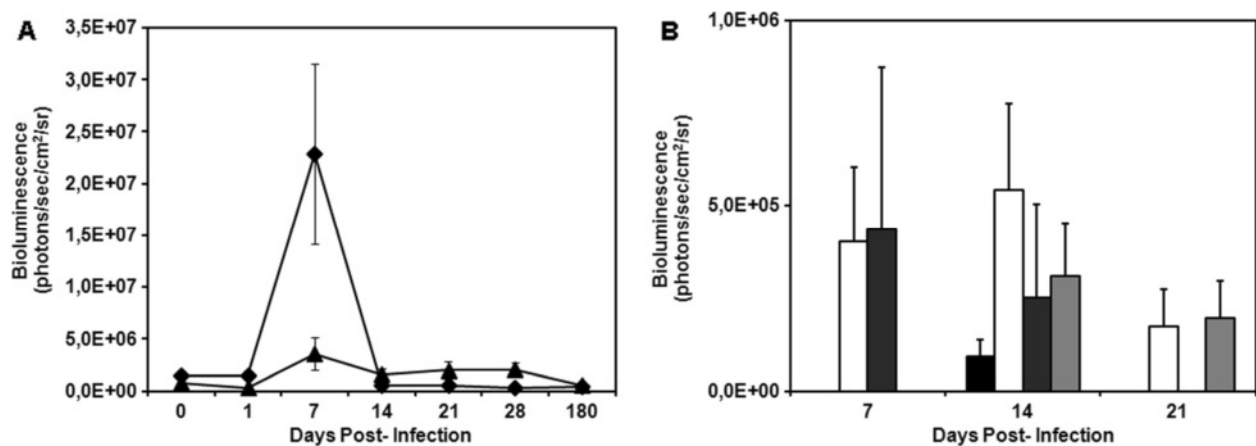 A
Bioluminescence
(photons/sec/cm²/sr)
3,5E+07
3,0E+07
2,5E+07
2,0E+07
1,5E+07
1,0E+07
5,0E+06
0,0E+00
0 1 7 14 21 28 180
Days Post- Infection
B
Bioluminescence
(photons/sec/cm²/sr)
1,0E+06
5,0E+05
0,0E+00
7 14 21
Days Post- Infection